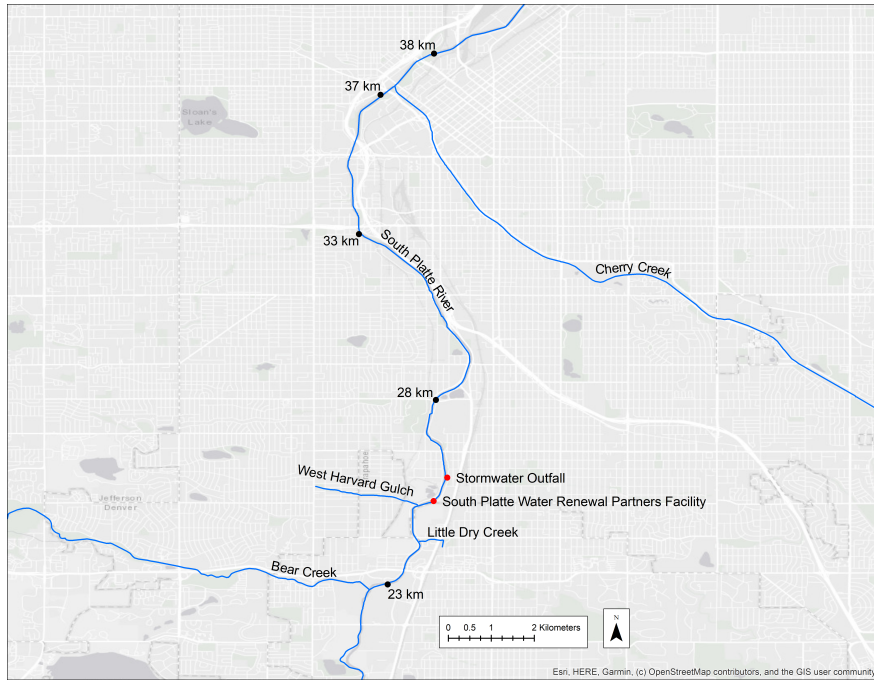 38 km
37 km
Sloan's
Lake
33 km
South Platte River
Cherry Creek
28 km
West Harvard Gulch
Stormwater Outfall
South Platte Water Renewal Partners Facility
Jefferson
Denver
Little Dry Creek
Bear Creek
23 km
0 0.5 1 2 Kilometers
N
Esri, HERE, Garmin, (c) OpenStreetMap contributors, and the GIS user community